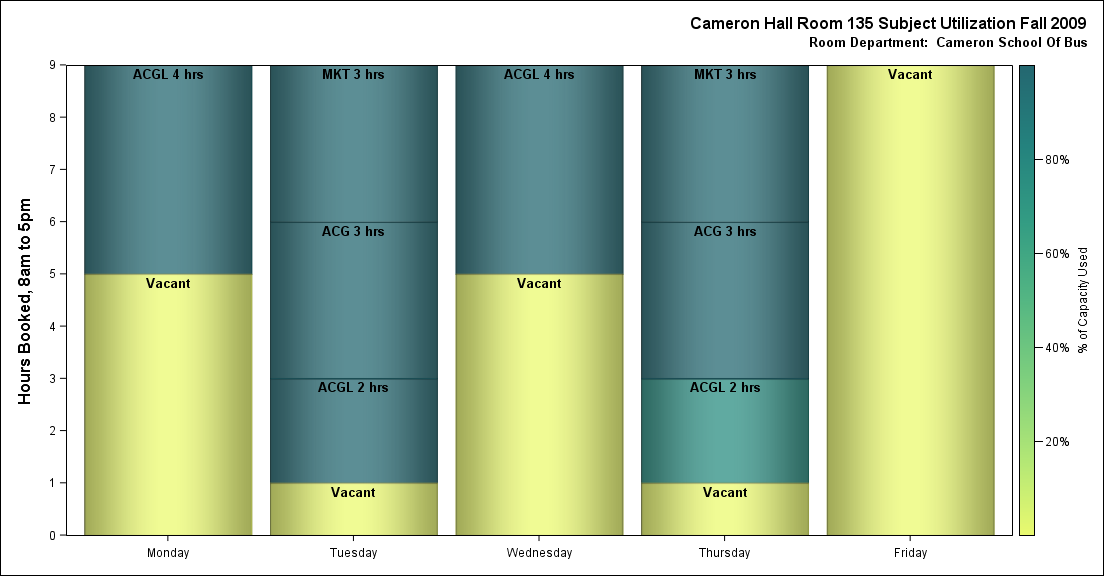 Cameron Hall Room 135 Subject Utilization Fall 2009
Room Department:  Cameron School Of Bus
Hours Booked, 8am to 5pm
9
8
7
6
5
4
3
2
1
0
ACGL 4 hrs
Vacant
MKT 3 hrs
ACG 3 hrs
ACGL 2 hrs
Vacant
ACGL 4 hrs
Vacant
MKT 3 hrs
ACG 3 hrs
ACGL 2 hrs
Vacant
Vacant
Monday
Tuesday
Wednesday
Thursday
Friday
80%
60%
40%
20%
% of Capacity Used